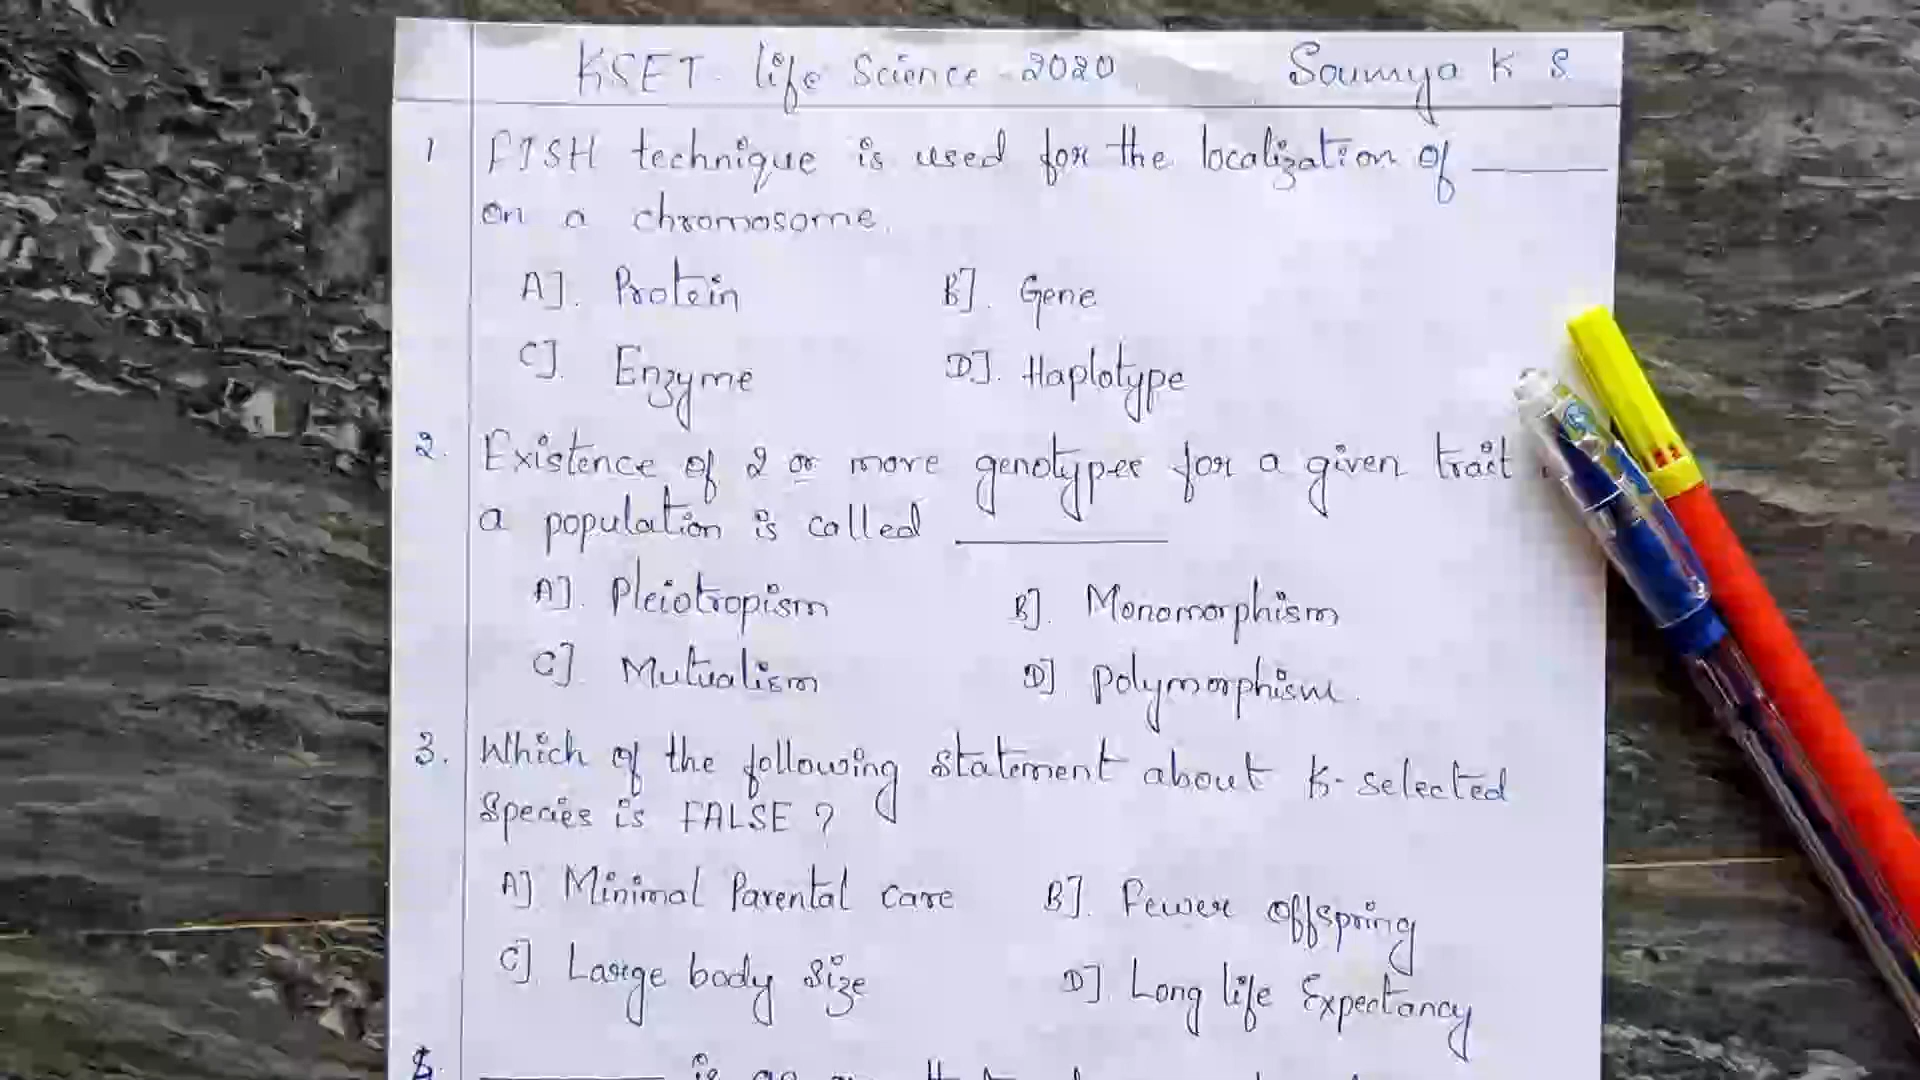 KSET Life Science - 2020 Soumya K S
1 FISH technique is used for the localization of ______
on a chromosome.
A]. Protein B]. Gene
C]. Enzyme D]. Haplotype
2. Existence of 2 or more genotypes for a given trait
a population is called ______
A]. Pleiotropism B]. Monomorphism
C]. Mutualism D] Polymorphism.
3. Which of the following statement about K-selected
Species is FALSE ?
A] Minimal Parental care B]. Fewer offspring
C]. Large body size D]. Long life Expectancy